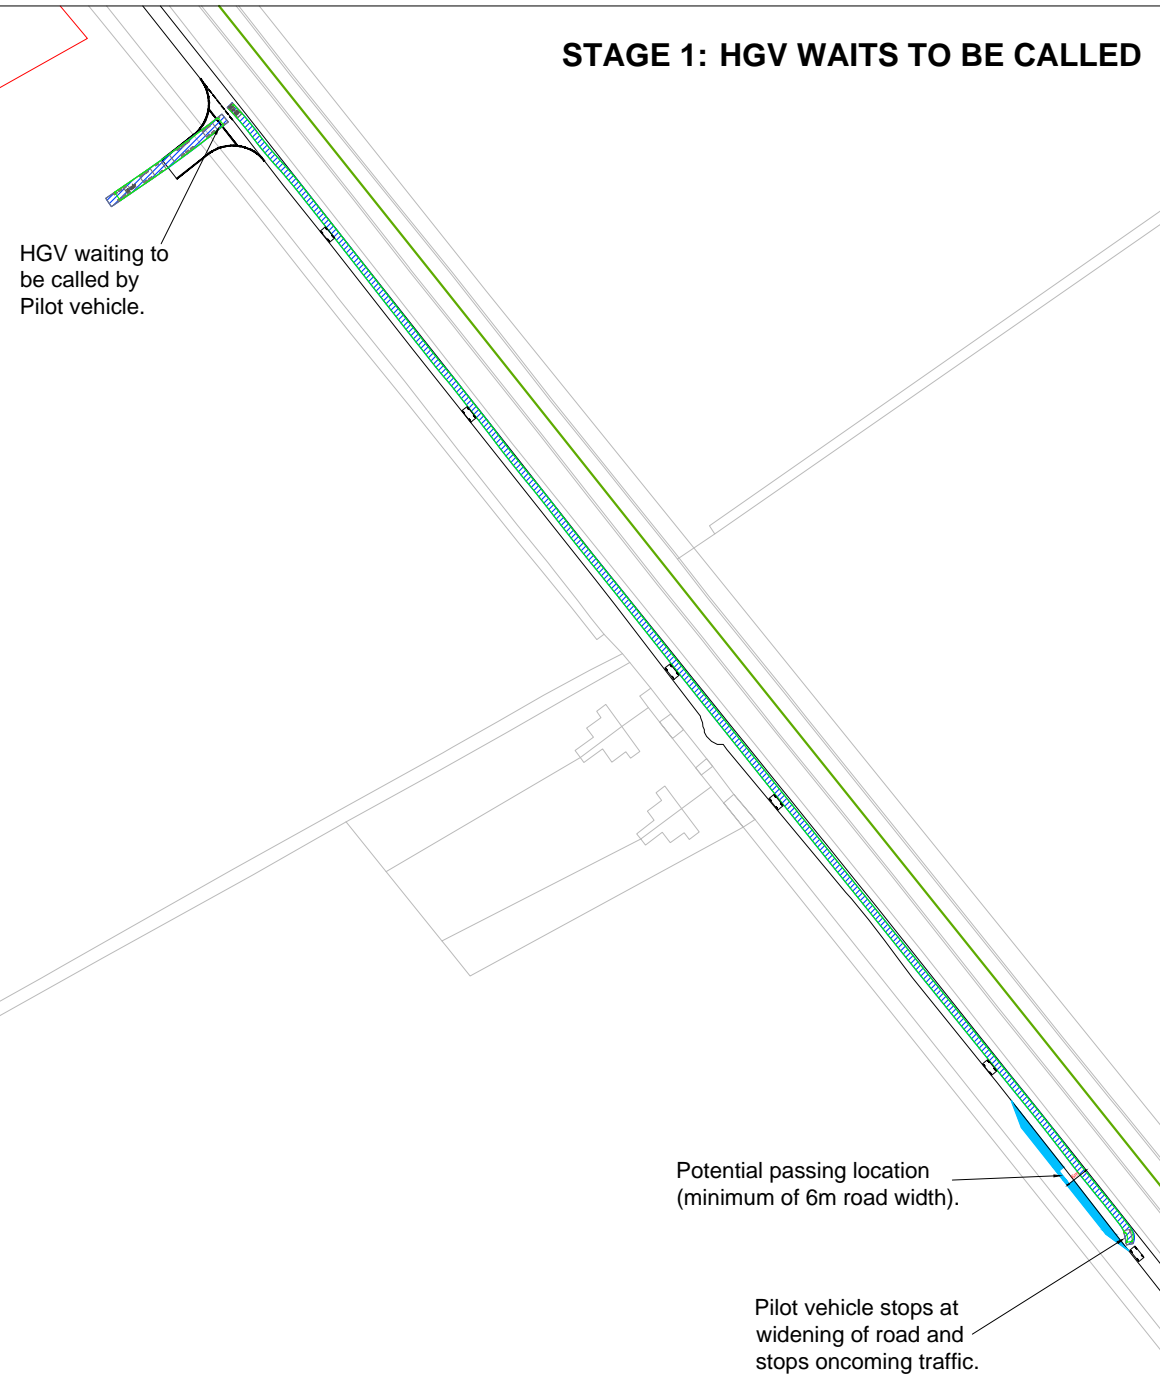 STAGE 1: HGV WAITS TO BE CALLED
HGV waiting to
be called by
Pilot vehicle.
Potential passing location
(minimum of 6m road width).
Pilot vehicle stops at
widening of road and
stops oncoming traffic.